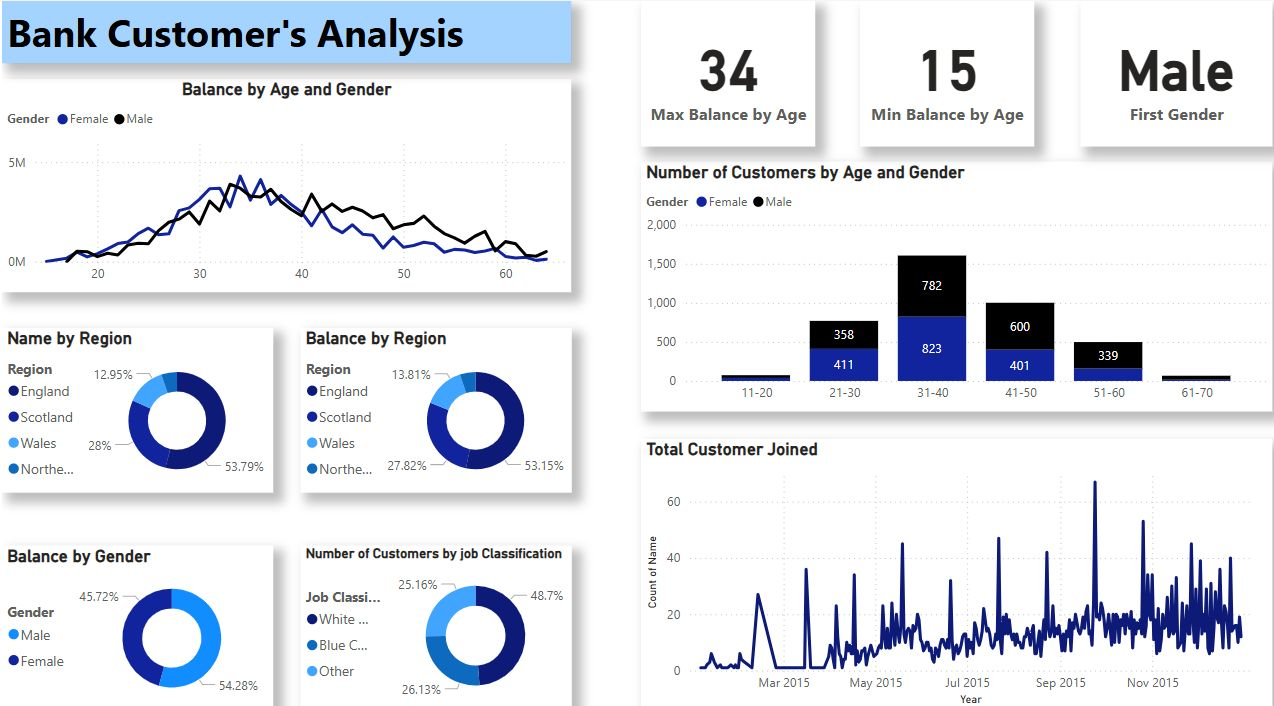 Bank Customer's Analysis
34
Max Balance by Age
15
Min Balance by Age
Male
First Gender
Balance by Age and Gender
Gender Female Male
5M
0M
20 30 40 50 60
Number of Customers by Age and Gender
Gender Female Male
2,000
1,500
1,000
500
0
782
823
358
411
600
401
339
11-20 21-30 31-40 41-50 51-60 61-70
Name by Region
Region
England
Scotland
Wales
Northe...
12.95%
28%
53.79%
Balance by Region
Region
England
Scotland
Wales
Northe...
13.81%
27.82%
53.15%
Total Customer Joined
Count of Name
60
40
20
0
Mar 2015 May 2015 Jul 2015 Sep 2015 Nov 2015
Year
Balance by Gender
Gender
Male
Female
45.72%
54.28%
Number of Customers by job Classification
Job Classi...
White ...
Blue C...
Other
25.16%
48.7%
26.13%